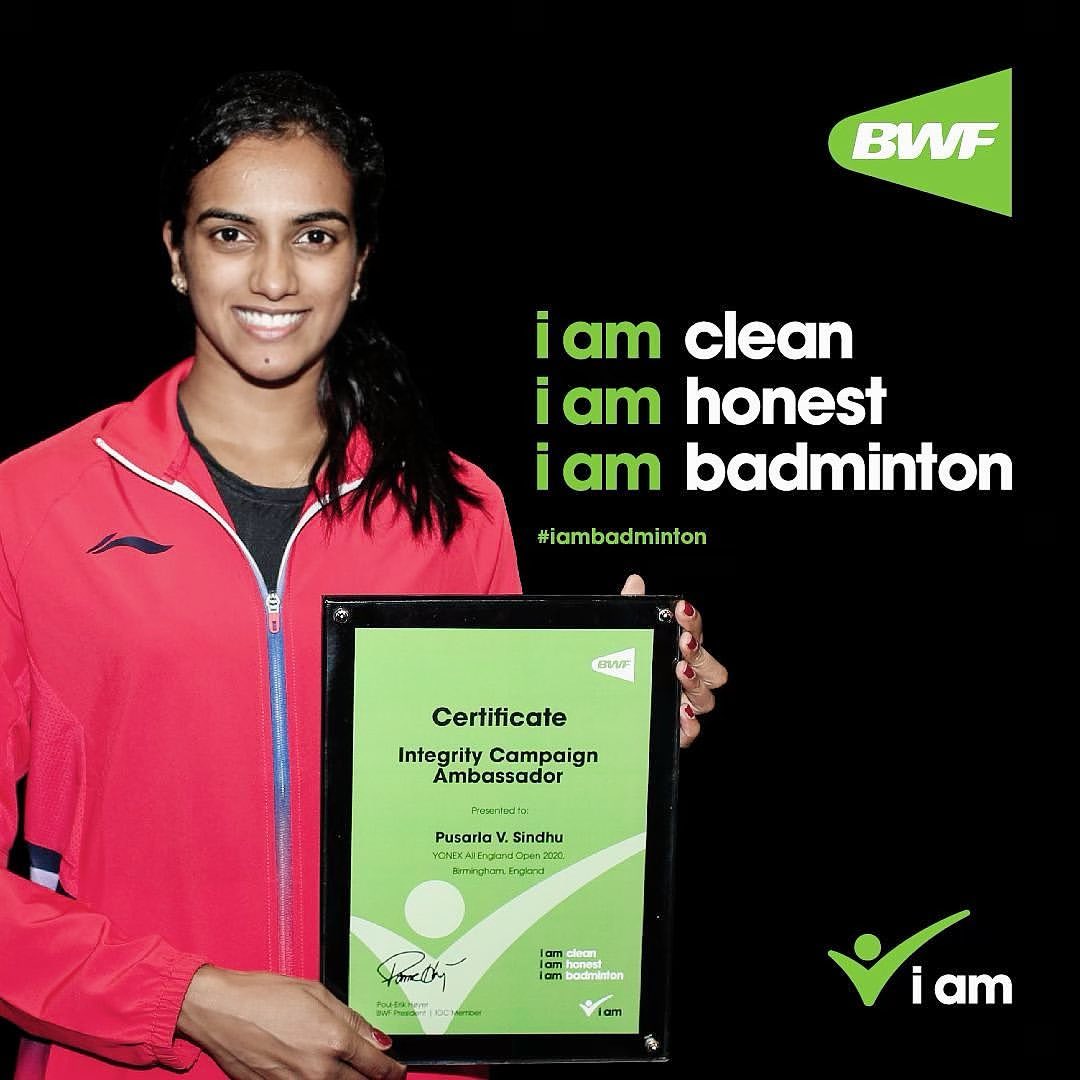 BWF
i am clean
i am honest
i am badminton
#iambadminton
BWF
Certificate
Integrity Campaign
Ambassador
Presented to:
Pusarla V. Sindhu
YONEX All England Open 2020,
Birmingham, England
i am clean
i am honest
i am badminton
Poul-Erik Høyer
BWF President | IOC Member
i am
i am